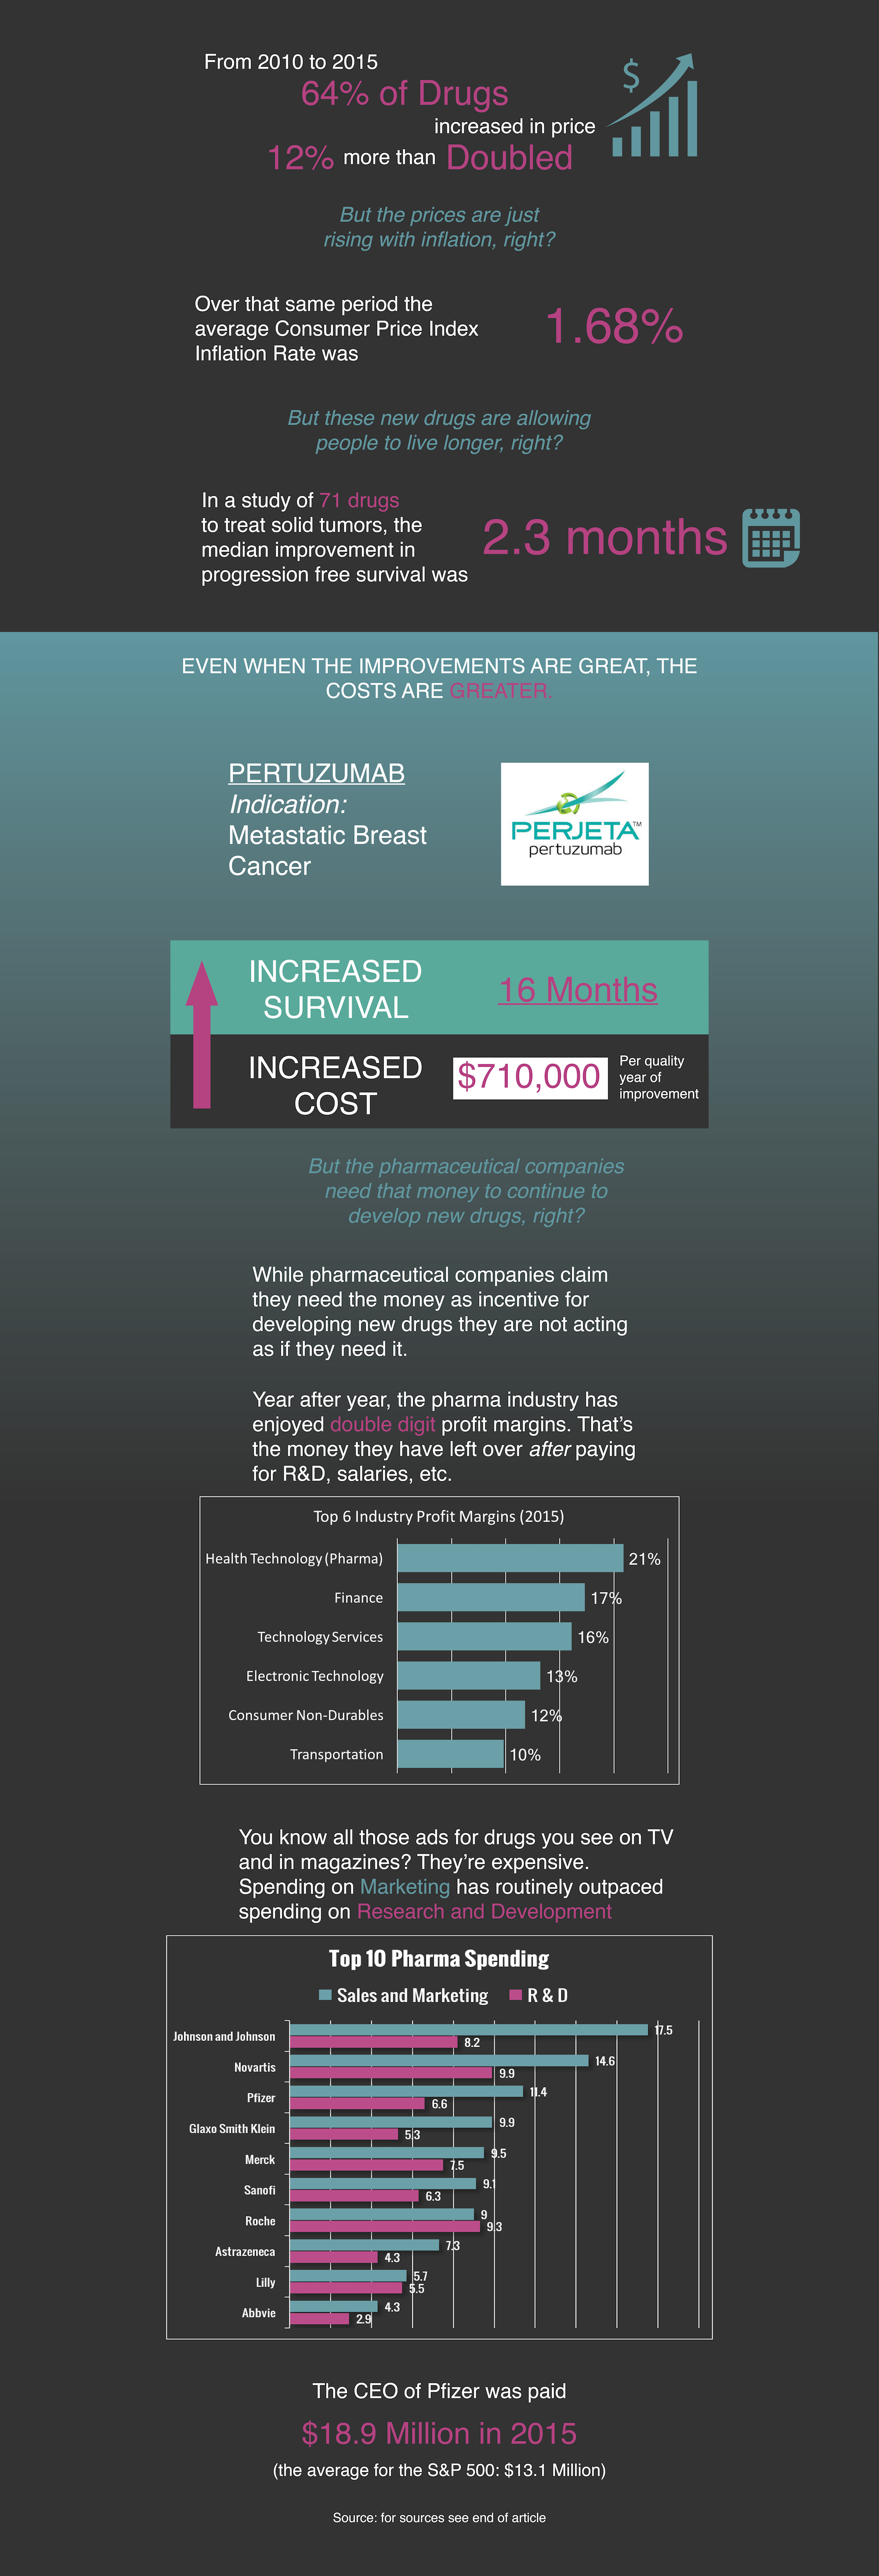 From 2010 to 2015
$
64% of Drugs
increased in price
12% more than Doubled
But the prices are just
rising with inflation, right?
Over that same period the
average Consumer Price Index
Inflation Rate was
1.68%
But these new drugs are allowing
people to live longer, right?
In a study of 71 drugs
to treat solid tumors, the
median improvement in
progression free survival was
2.3 months
EVEN WHEN THE IMPROVEMENTS ARE GREAT, THE
COSTS ARE GREATER.
PERTUZUMAB
Indication:
Metastatic Breast
Cancer
PERJETA™
pertuzumab
INCREASED
SURVIVAL
16 Months
INCREASED
COST
$710,000
Per quality
year of
improvement
But the pharmaceutical companies
need that money to continue to
develop new drugs, right?
While pharmaceutical companies claim
they need the money as incentive for
developing new drugs they are not acting
as if they need it.
Year after year, the pharma industry has
enjoyed double digit profit margins. That's
the money they have left over after paying
for R&D, salaries, etc.
Top 6 Industry Profit Margins (2015)
Health Technology (Pharma) 21%
Finance 17%
Technology Services 16%
Electronic Technology 13%
Consumer Non-Durables 12%
Transportation 10%
You know all those ads for drugs you see on TV
and in magazines? They're expensive.
Spending on Marketing has routinely outpaced
spending on Research and Development
Top 10 Pharma Spending
Sales and Marketing R & D
Johnson and Johnson 17.5
8.2
Novartis 14.6
9.9
Pfizer 11.4
6.6
Glaxo Smith Klein 9.9
5.3
Merck 9.5
7.5
Sanofi 9.1
6.3
Roche 9
9.3
Astrazeneca 7.3
4.3
Lilly 5.7
5.5
Abbvie 4.3
2.9
The CEO of Pfizer was paid
$18.9 Million in 2015
(the average for the S&P 500: $13.1 Million)
Source: for sources see end of article